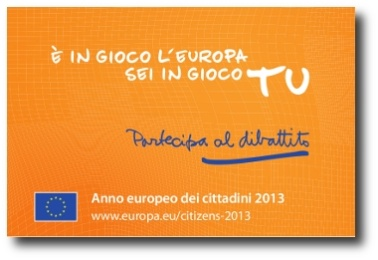 È IN GIOCO L'EUROPA
SEI IN GIOCO TU
Partecipa al dibattito
Anno europeo dei cittadini 2013
www.europa.eu/citizens-2013